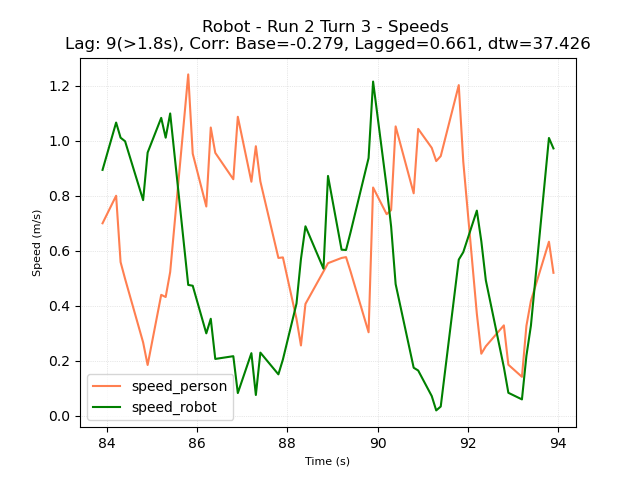 Robot - Run 2 Turn 3 - Speeds
Lag: 9(>1.8s), Corr: Base=-0.279, Lagged=0.661, dtw=37.426
Speed (m/s)
1.2
1.0
0.8
0.6
0.4
0.2
0.0
speed_person
speed_robot
84 86 88 90 92 94
Time (s)